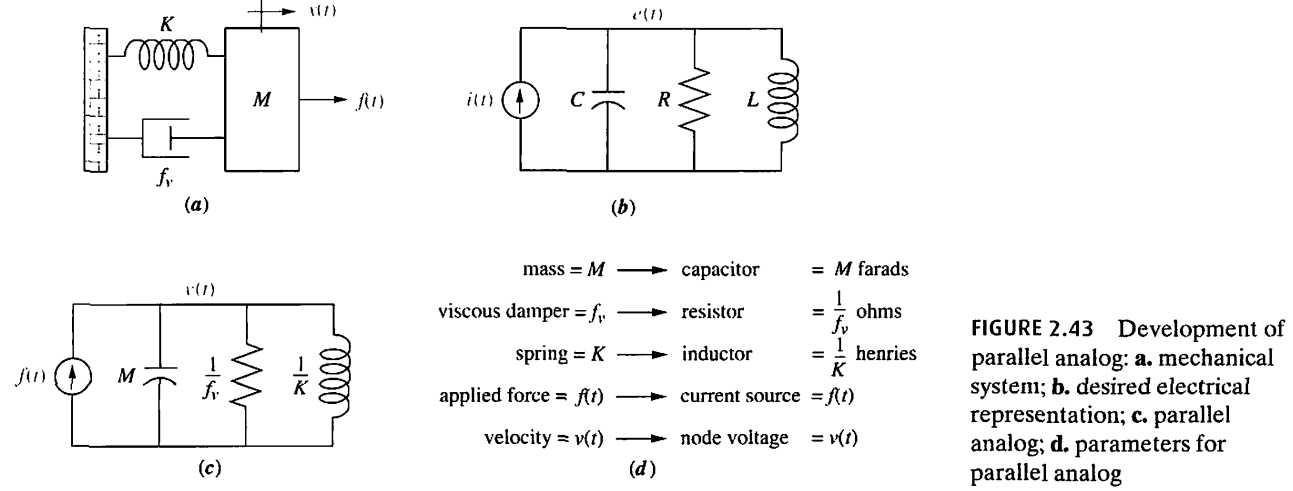 x(t)
K
M
f(t)
f_v
(a)
e(t)
i(t)
C
R
L
(b)
v(t)
f(t)
M
1/f_v
1/K
(c)
mass = M → capacitor = M farads
viscous damper = f_v → resistor = 1/f_v ohms
spring = K → inductor = 1/K henries
applied force = f(t) → current source = f(t)
velocity = v(t) → node voltage = v(t)
(d)
FIGURE 2.43 Development of
parallel analog: a. mechanical
system; b. desired electrical
representation; c. parallel
analog; d. parameters for
parallel analog